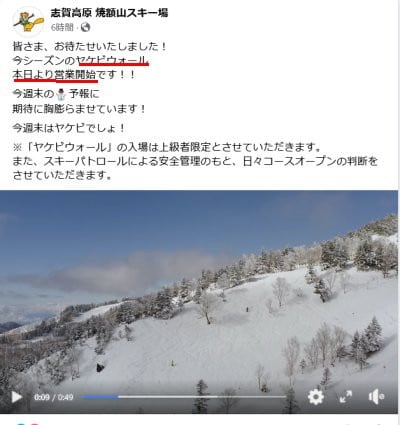 志賀高原 焼額山スキー場
6時間 ·
皆さま、お待たせいたしました！
今シーズンのヤケビウォール
本日より営業開始です！！
今週末の⛄予報に
期待に胸膨らませています！
今週末はヤケビでしょ！
※「ヤケビウォール」の入場は上級者限定とさせていただきます。
また、スキーパトロールによる安全管理のもと、日々コースオープンの判断を
させていただきます。
0:09 / 0:49